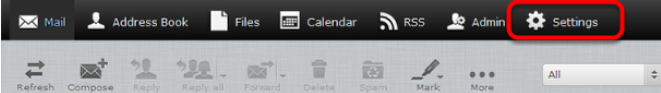 Mail Address Book Files Calendar RSS Admin Settings
Refresh Compose Reply Reply all Forward Delete Spam Mark More All